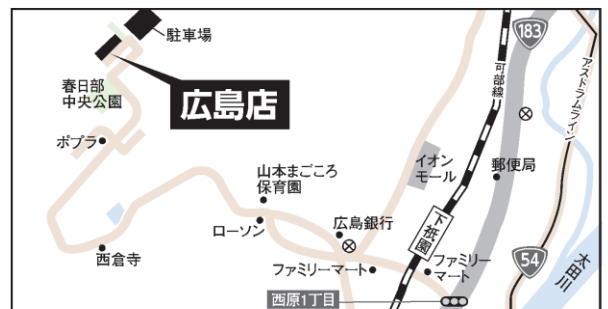 駐車場
183
春日部
中央公園
広島店
可部線
アストラムライン
ポプラ
イオン
モール
郵便局
山本まごころ
保育園
ローソン
広島銀行
下祇園
西倉寺
ファミリーマート
ファミリー
マート
54
太田川
西原1丁目